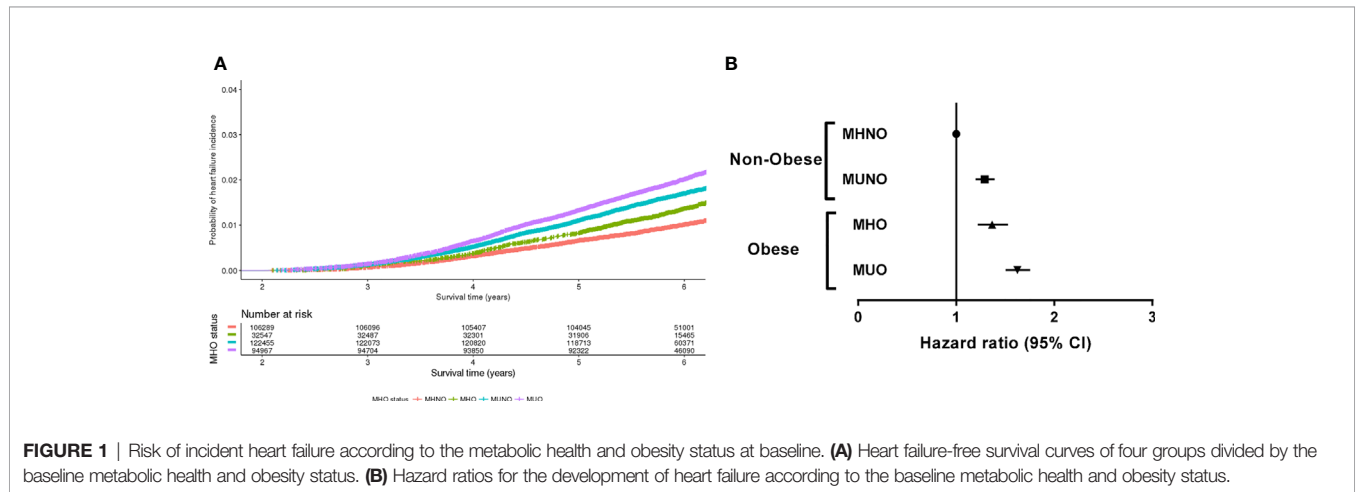 A
B
0.04
0.03
0.02
0.01
0.00
Probability of heart failure incidence
2 3 4 5 6
Survival time (years)
Number at risk
MHO status
106289 106096 105407 104045 51001
32547 32487 32301 31906 15465
122455 122073 120820 118713 60371
94967 94704 93850 92322 46090
2 3 4 5 6
Survival time (years)
MHO status MHNO MHO MUNO MUO
Non-Obese
MHNO
MUNO
Obese
MHO
MUO
0 1 2 3
Hazard ratio (95% CI)
FIGURE 1 | Risk of incident heart failure according to the metabolic health and obesity status at baseline. (A) Heart failure-free survival curves of four groups divided by the
baseline metabolic health and obesity status. (B) Hazard ratios for the development of heart failure according to the baseline metabolic health and obesity status.